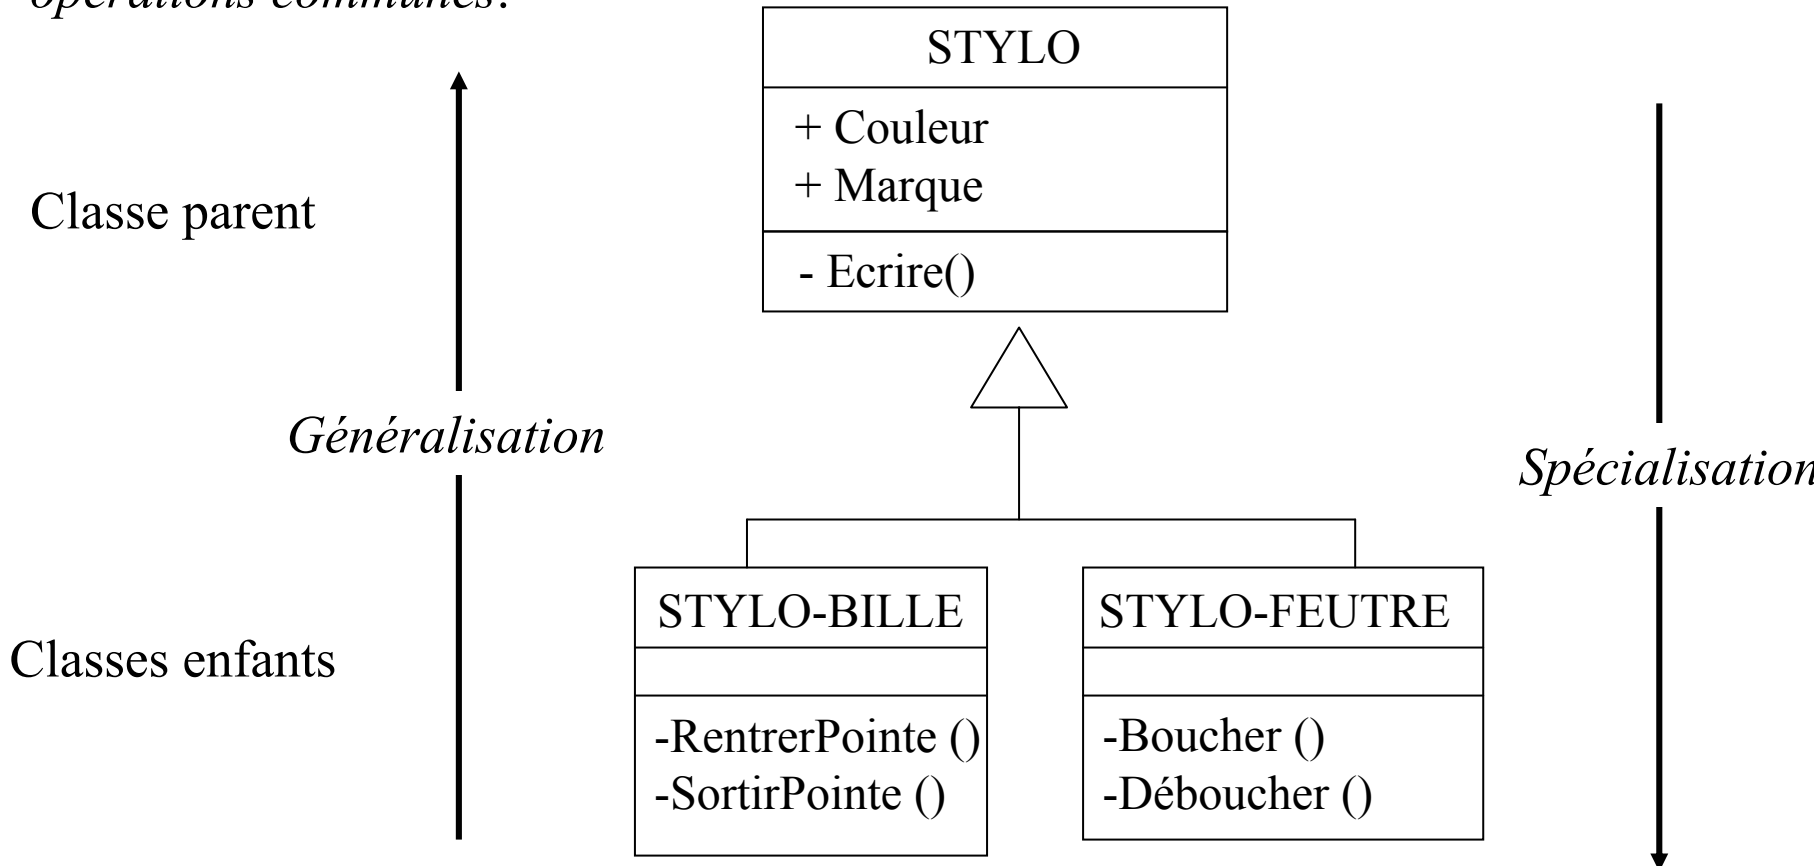 opérations communes.
STYLO
+ Couleur
+ Marque
Classe parent
- Ecrire()
Généralisation
Spécialisation
STYLO-BILLE
STYLO-FEUTRE
Classes enfants
-RentrerPointe ()
-SortirPointe ()
-Boucher ()
-Déboucher ()